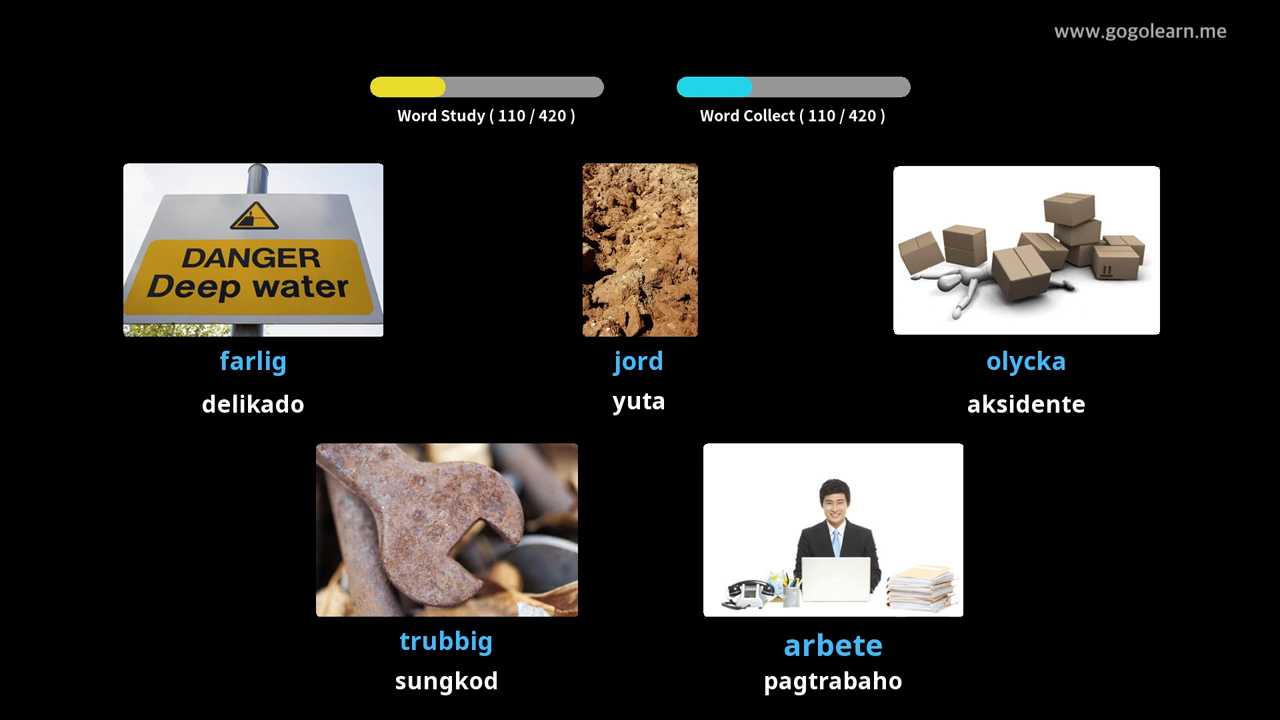 www.gogolearn.me
Word Study ( 110 / 420 )
Word Collect ( 110 / 420 )
DANGER
Deep water
farlig
jord
olycka
delikado
yuta
aksidente
trubbig
arbete
sungkod
pagtrabaho